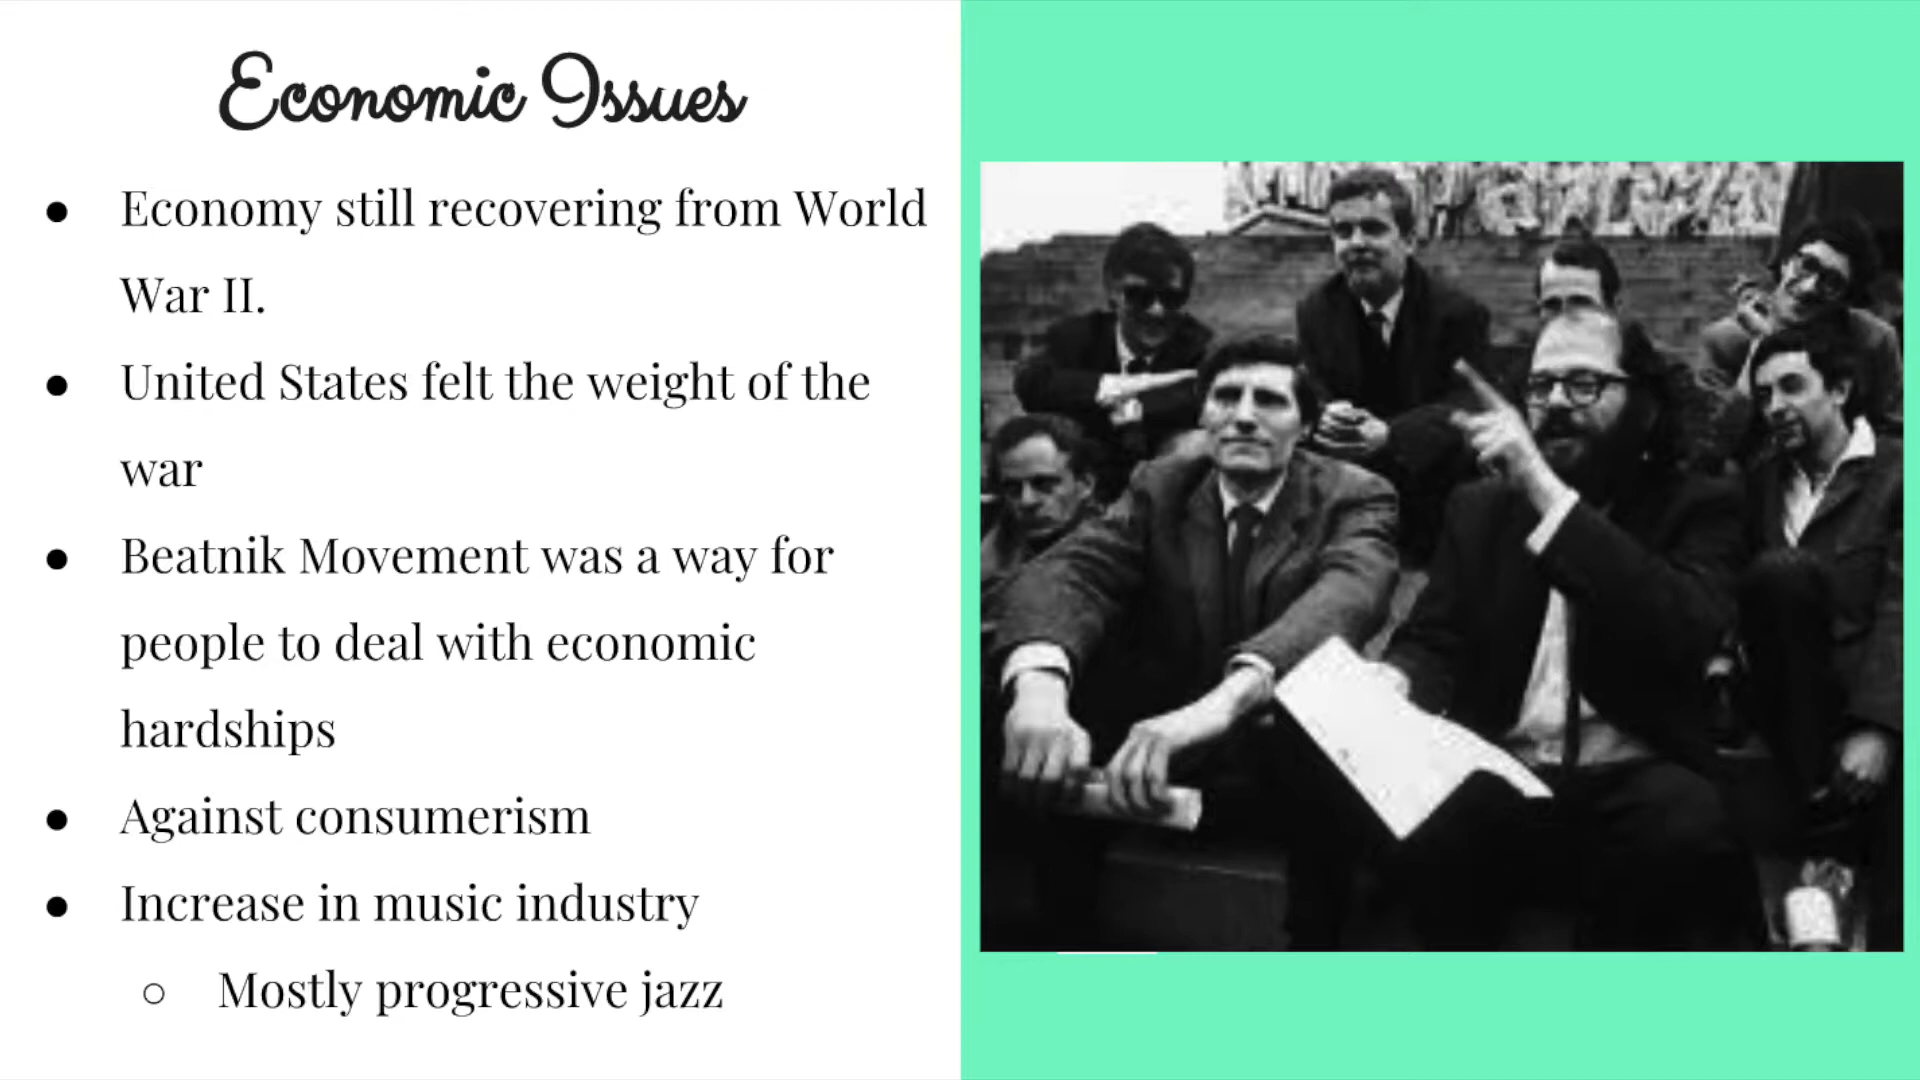 Economic Issues
● Economy still recovering from World
War II.
● United States felt the weight of the
war
● Beatnik Movement was a way for
people to deal with economic
hardships
● Against consumerism
● Increase in music industry
○ Mostly progressive jazz